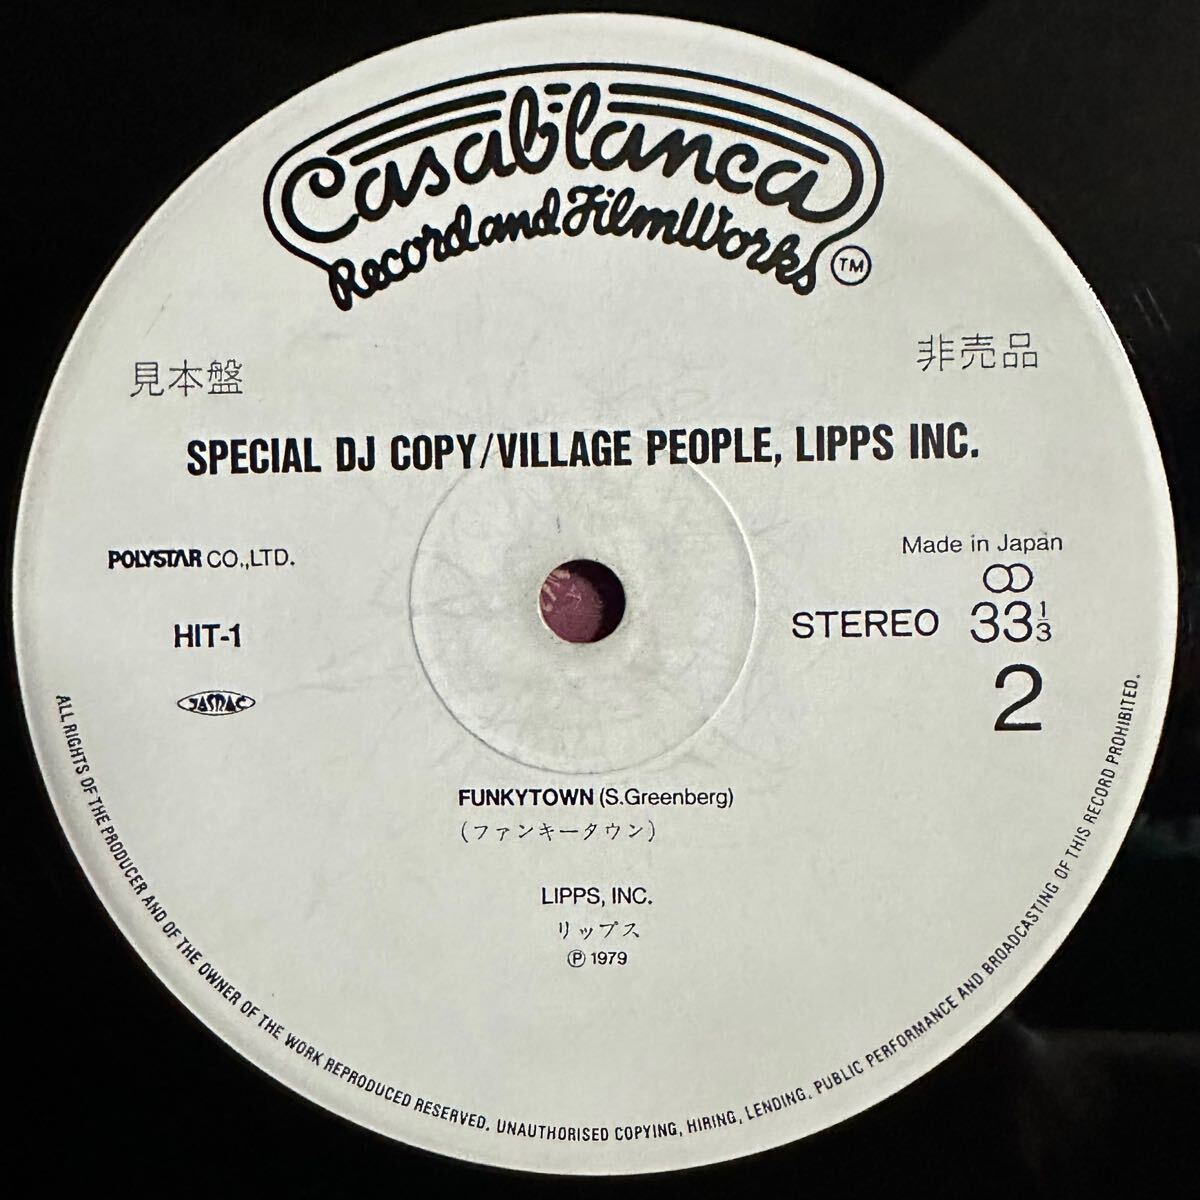 Casablanca
Record and FilmWorks
TM
見本盤
非売品
SPECIAL DJ COPY/VILLAGE PEOPLE, LIPPS INC.
POLYSTAR CO.,LTD.
Made in Japan
HIT-1
STEREO 33 1/3
JASRAC
2
FUNKYTOWN (S.Greenberg)
(ファンキータウン)
LIPPS, INC.
リップス
Ⓟ 1979
ALL RIGHTS OF THE PRODUCER AND OF THE OWNER OF THE WORK REPRODUCED RESERVED. UNAUTHORISED COPYING, HIRING, LENDING, PUBLIC PERFORMANCE AND BROADCASTING OF THIS RECORD PROHIBITED.